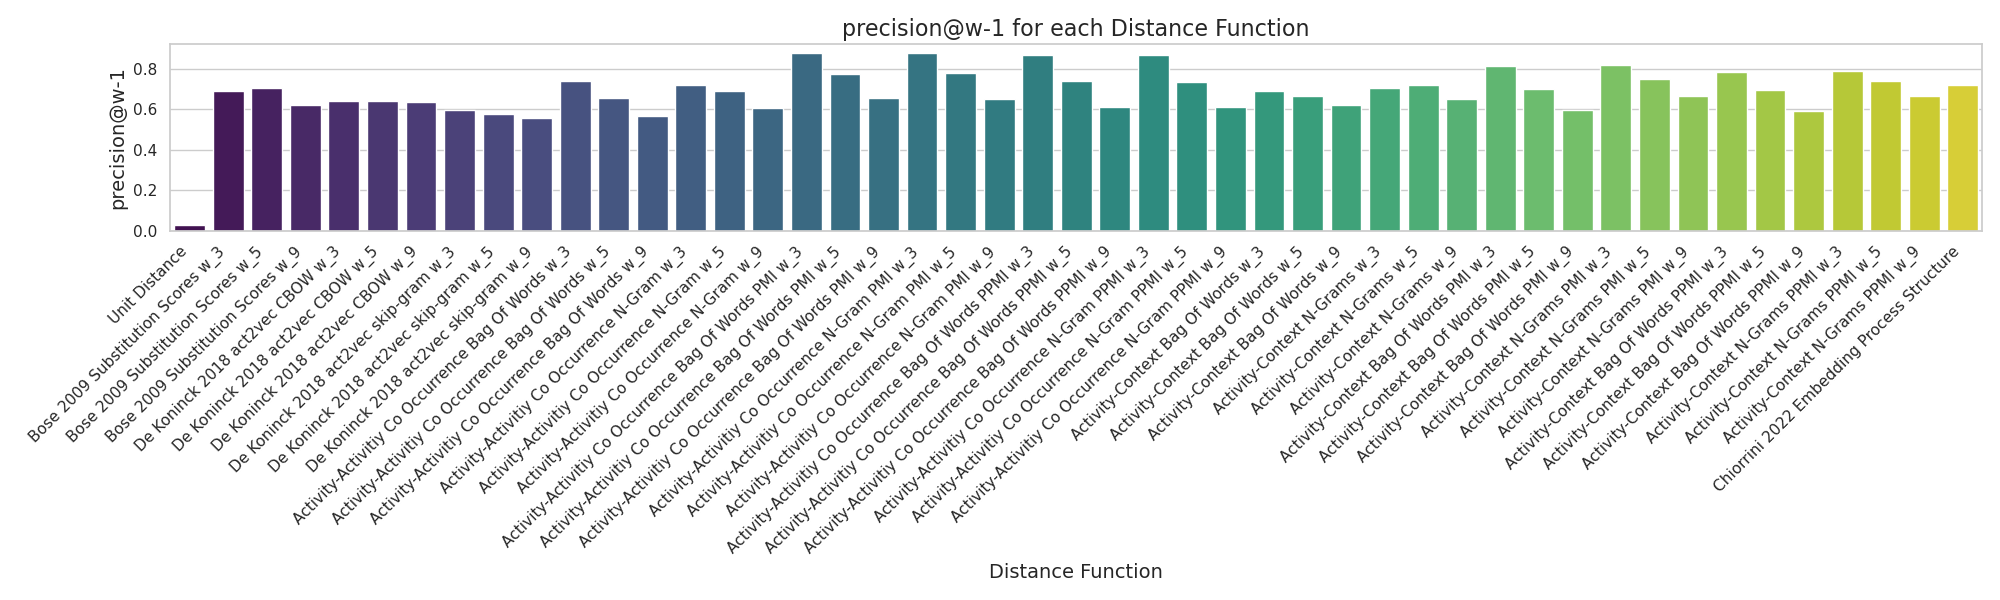 precision@w-1 for each Distance Function
precision@w-1
0.8
0.6
0.4
0.2
0.0
Unit Distance
Bose 2009 Substitution Scores w_3
Bose 2009 Substitution Scores w_5
Bose 2009 Substitution Scores w_9
De Koninck 2018 act2vec CBOW w_3
De Koninck 2018 act2vec CBOW w_5
De Koninck 2018 act2vec CBOW w_9
De Koninck 2018 act2vec skip-gram w_3
De Koninck 2018 act2vec skip-gram w_5
De Koninck 2018 act2vec skip-gram w_9
Activity-Activitiy Co Occurrence Bag Of Words w_3
Activity-Activitiy Co Occurrence Bag Of Words w_5
Activity-Activitiy Co Occurrence Bag Of Words w_9
Activity-Activitiy Co Occurrence N-Gram w_3
Activity-Activitiy Co Occurrence N-Gram w_5
Activity-Activitiy Co Occurrence N-Gram w_9
Activity-Activitiy Co Occurrence Bag Of Words PMI w_3
Activity-Activitiy Co Occurrence Bag Of Words PMI w_5
Activity-Activitiy Co Occurrence Bag Of Words PMI w_9
Activity-Activitiy Co Occurrence N-Gram PMI w_3
Activity-Activitiy Co Occurrence N-Gram PMI w_5
Activity-Activitiy Co Occurrence N-Gram PMI w_9
Activity-Activitiy Co Occurrence Bag Of Words PPMI w_3
Activity-Activitiy Co Occurrence Bag Of Words PPMI w_5
Activity-Activitiy Co Occurrence Bag Of Words PPMI w_9
Activity-Activitiy Co Occurrence N-Gram PPMI w_3
Activity-Activitiy Co Occurrence N-Gram PPMI w_5
Activity-Activitiy Co Occurrence N-Gram PPMI w_9
Activity-Context Bag Of Words w_3
Activity-Context Bag Of Words w_5
Activity-Context Bag Of Words w_9
Activity-Context N-Grams w_3
Activity-Context N-Grams w_5
Activity-Context N-Grams w_9
Activity-Context Bag Of Words PMI w_3
Activity-Context Bag Of Words PMI w_5
Activity-Context Bag Of Words PMI w_9
Activity-Context N-Grams PMI w_3
Activity-Context N-Grams PMI w_5
Activity-Context N-Grams PMI w_9
Activity-Context Bag Of Words PPMI w_3
Activity-Context Bag Of Words PPMI w_5
Activity-Context Bag Of Words PPMI w_9
Activity-Context N-Grams PPMI w_3
Activity-Context N-Grams PPMI w_5
Activity-Context N-Grams PPMI w_9
Chiorrini 2022 Embedding Process Structure
Distance Function